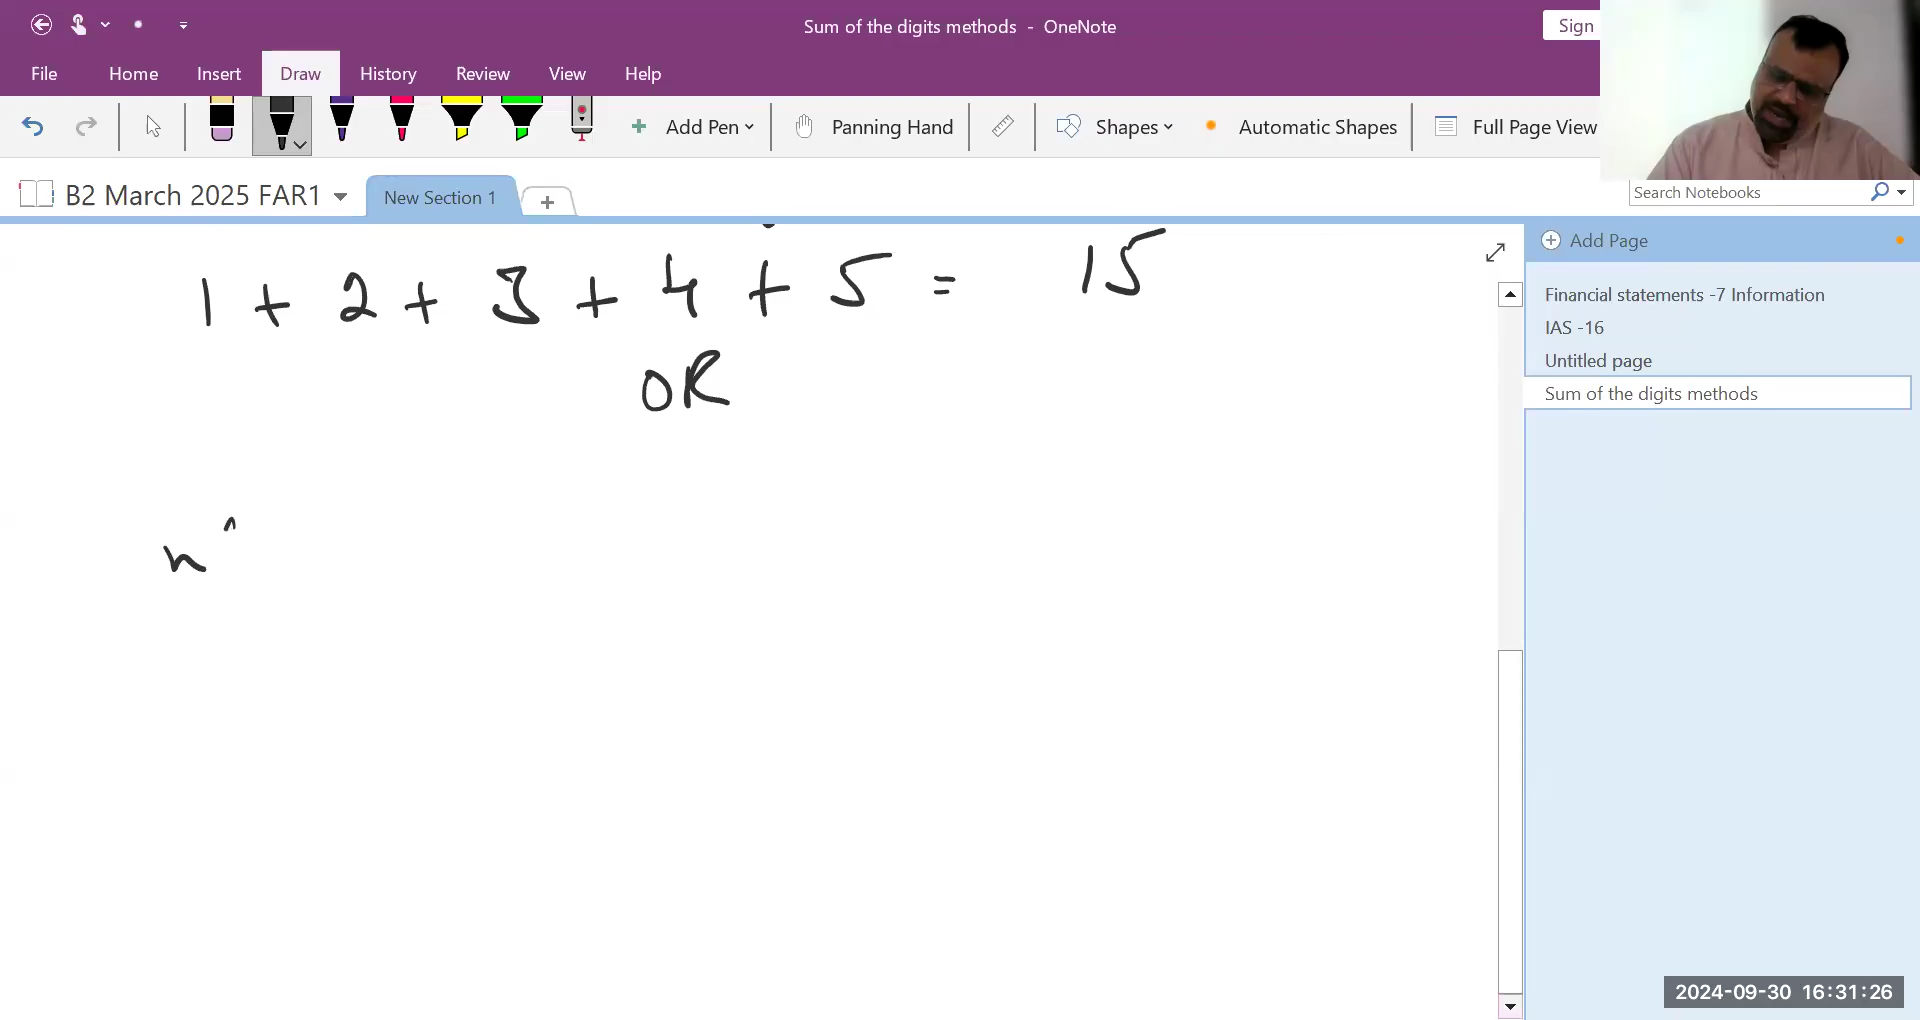 Sum of the digits methods - OneNote
Sign
File Home Insert Draw History Review View Help
Add Pen Panning Hand Shapes Automatic Shapes Full Page View
B2 March 2025 FAR1 New Section 1
Search Notebooks
Add Page
Financial statements -7 Information
IAS -16
Untitled page
Sum of the digits methods
1 + 2 + 3 + 4 + 5 = 15
OR
n
2024-09-30 16:31:26